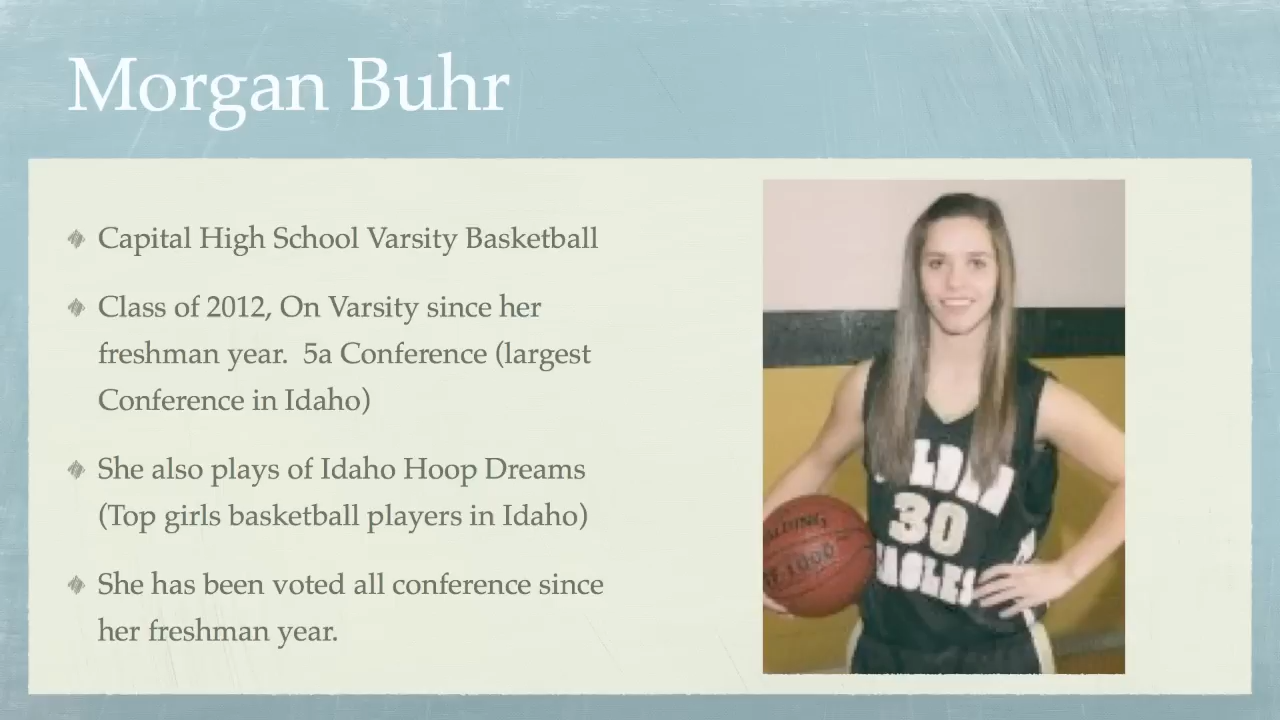 Morgan Buhr
Capital High School Varsity Basketball
Class of 2012, On Varsity since her
freshman year.  5a Conference (largest
Conference in Idaho)
She also plays of Idaho Hoop Dreams
(Top girls basketball players in Idaho)
She has been voted all conference since
her freshman year.
30